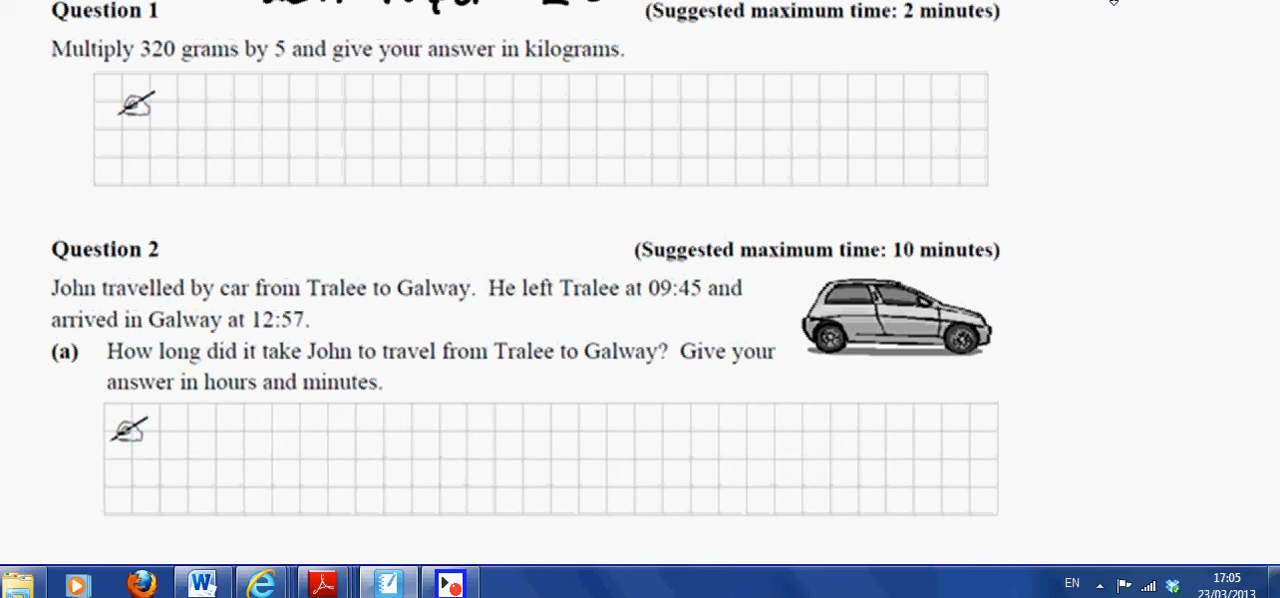 Question 1 (Suggested maximum time: 2 minutes)
Multiply 320 grams by 5 and give your answer in kilograms.
Question 2 (Suggested maximum time: 10 minutes)
John travelled by car from Tralee to Galway. He left Tralee at 09:45 and
arrived in Galway at 12:57.
(a) How long did it take John to travel from Tralee to Galway? Give your
answer in hours and minutes.
W
EN
17:05
23/03/2013